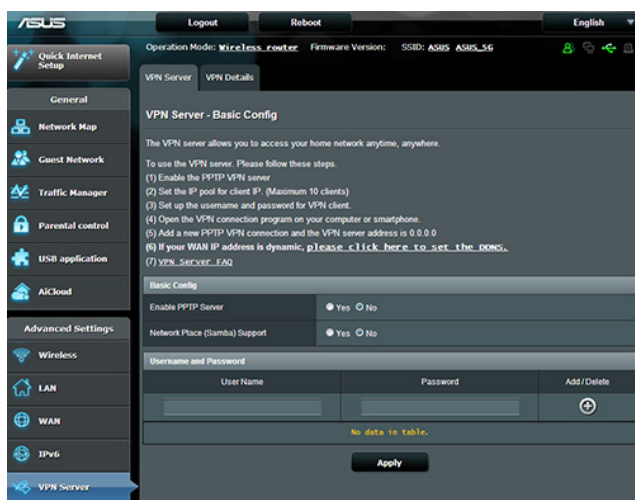 ASUS
Logout
Reboot
English
Quick Internet Setup
Operation Mode: Wireless router Firmware Version: SSID: ASUS ASUS_5G
VPN Server
VPN Details
General
Network Map
Guest Network
Traffic Manager
Parental control
USB application
AiCloud
Advanced Settings
Wireless
LAN
WAN
IPv6
VPN Server
VPN Server - Basic Config
The VPN server allows you to access your home network anytime, anywhere.
To use the VPN server. Please follow these steps.
(1) Enable the PPTP VPN server
(2) Set the IP pool for client IP. (Maximum 10 clients)
(3) Set up the username and password for VPN client.
(4) Open the VPN connection program on your computer or smartphone.
(5) Add a new PPTP VPN connection and the VPN server address is 0.0.0.0
(6) If your WAN IP address is dynamic, please click here to set the DDNS.
(7) VPN Server FAQ
Basic Config
Enable PPTP Server Yes No
Network Place (Samba) Support Yes No
Username and Password
User Name Password Add / Delete
No data in table.
Apply